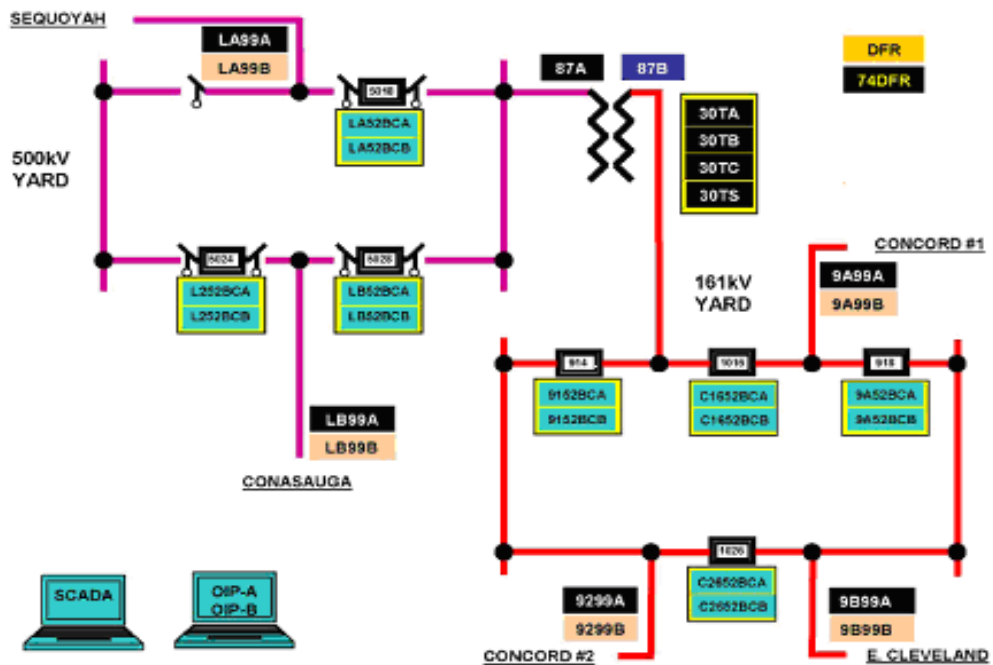 SEQUOYAH
LA99A
LA99B
87A
87B
DFR
74DFR
5018
LA52BCA
LA52BCB
30TA
30TB
30TC
30TS
500kV
YARD
5024
5028
L252BCA
L252BCB
LB52BCA
LB52BCB
CONCORD #1
161kV
YARD
9A99A
9A99B
914
1016
918
9152BCA
9152BCB
C1652BCA
C1652BCB
9A52BCA
9A52BCB
LB99A
LB99B
CONASAUGA
1026
C2652BCA
C2652BCB
SCADA
OIP-A
OIP-B
9299A
9299B
9B99A
9B99B
CONCORD #2
E. CLEVELAND